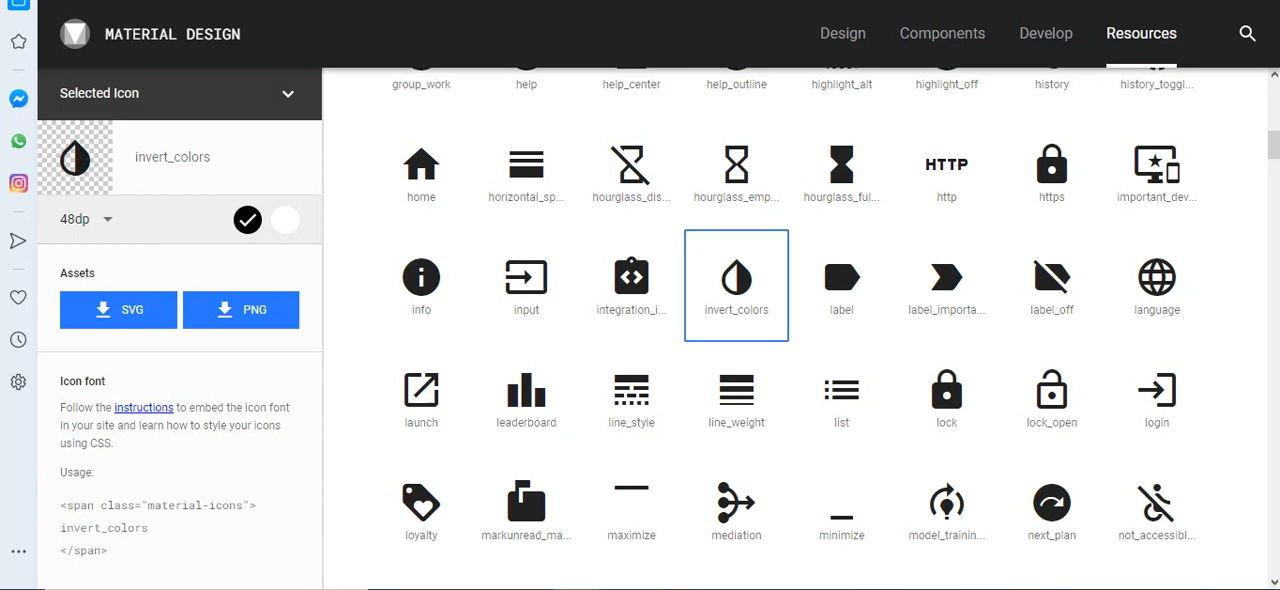 MATERIAL DESIGN
Design Components Develop Resources
Selected Icon
invert_colors
48dp
Assets
SVG PNG
Icon font
Follow the instructions to embed the icon font
in your site and learn how to style your icons
using CSS.
Usage:
<span class="material-icons">
invert_colors
</span>
group_work help help_center help_outline highlight_alt highlight_off history history_toggl...
HTTP
home horizontal_sp... hourglass_dis... hourglass_emp... hourglass_ful... http https important_dev...
info input integration_i... invert_colors label label_importa... label_off language
launch leaderboard line_style line_weight list lock lock_open login
loyalty markunread_ma... maximize mediation minimize model_trainin... next_plan not_accessibl...